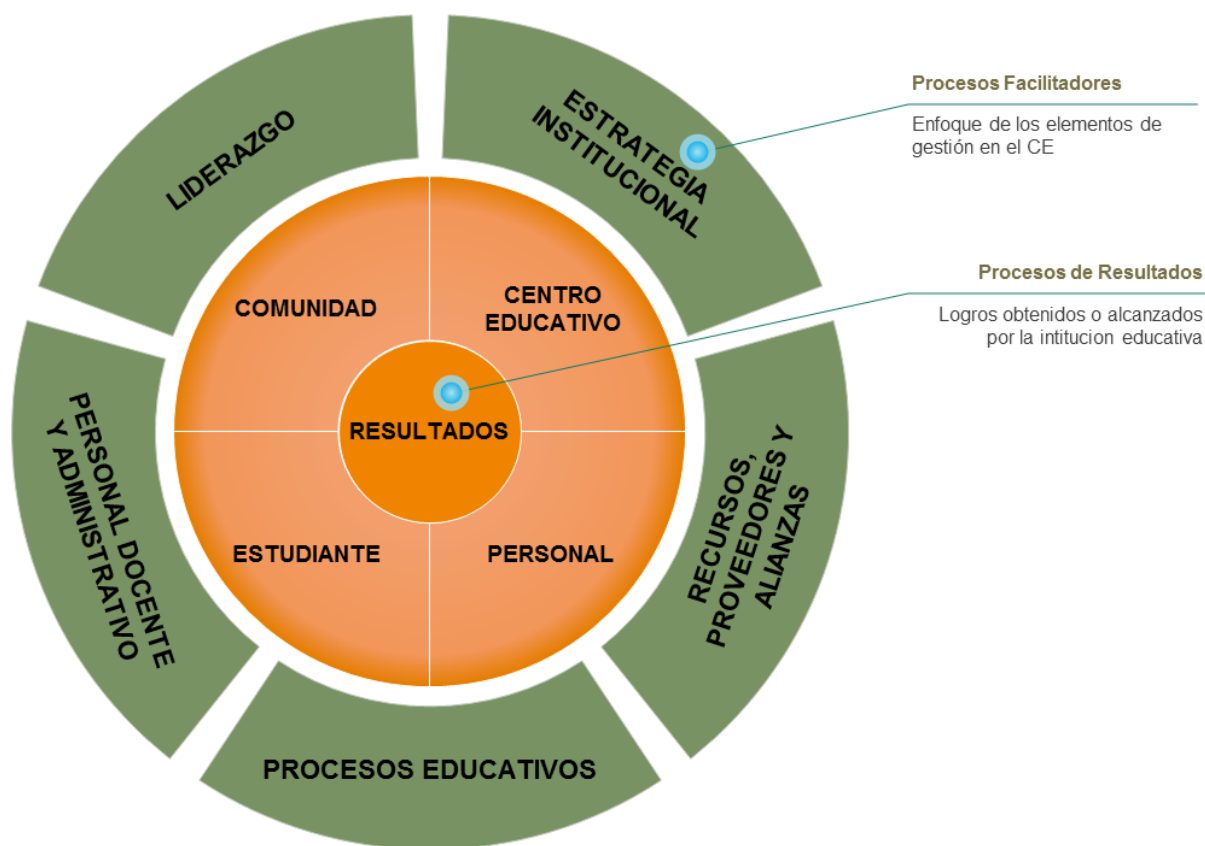 LIDERAZGO
ESTRATEGIA
INSTITUCIONAL
Procesos Facilitadores
Enfoque de los elementos de
gestión en el CE
Procesos de Resultados
Logros obtenidos o alcanzados
por la intitucion educativa
COMUNIDAD
CENTRO
EDUCATIVO
RESULTADOS
ESTUDIANTE
PERSONAL
PERSONAL DOCENTE
Y ADMINISTRATIVO
RECURSOS,
PROVEEDORES Y
ALIANZAS
PROCESOS EDUCATIVOS